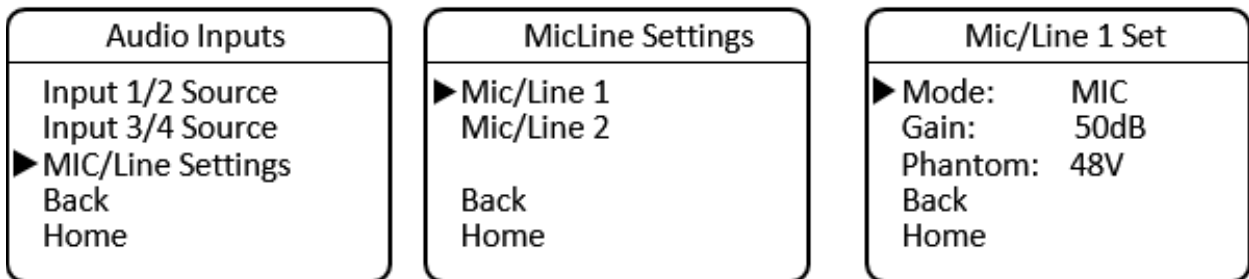 Audio Inputs
Input 1/2 Source
Input 3/4 Source
MIC/Line Settings
Back
Home
MicLine Settings
Mic/Line 1
Mic/Line 2
Back
Home
Mic/Line 1 Set
Mode: MIC
Gain: 50dB
Phantom: 48V
Back
Home